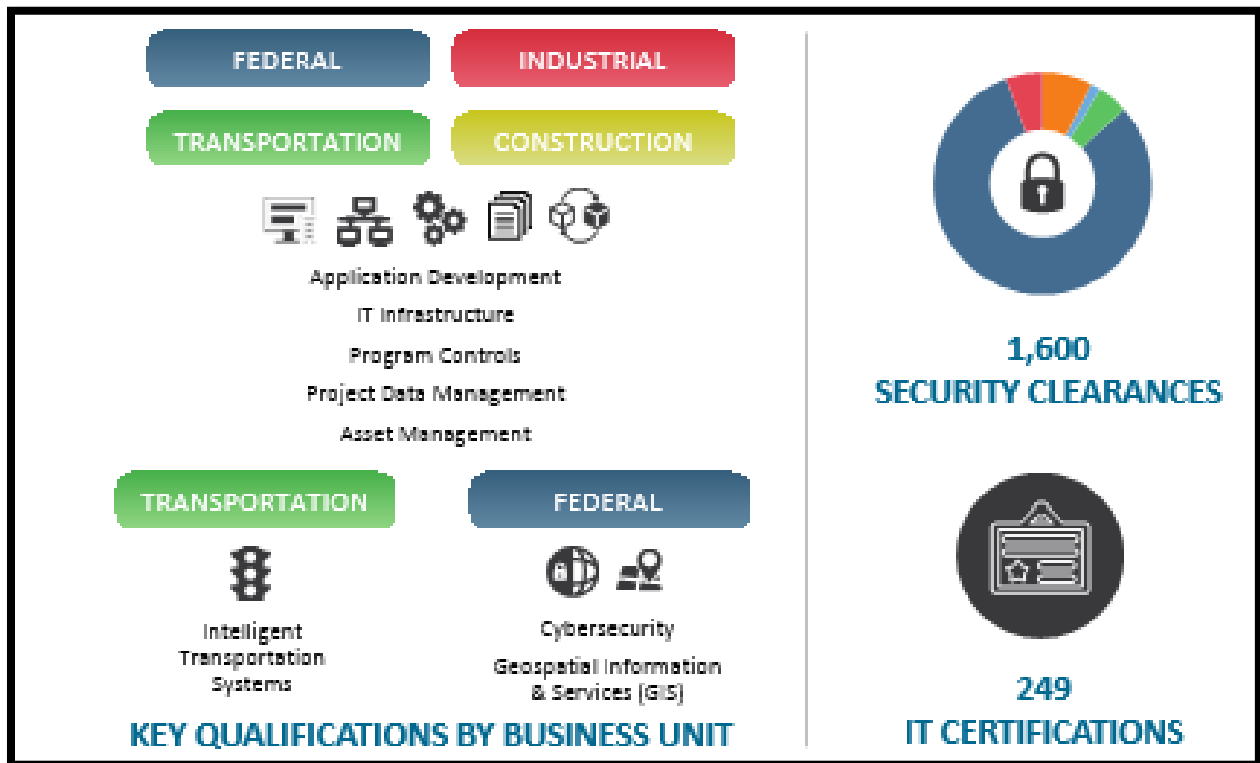 FEDERAL
INDUSTRIAL
TRANSPORTATION
CONSTRUCTION
Application Development
IT Infrastructure
Program Controls
Project Data Management
Asset Management
TRANSPORTATION
FEDERAL
Intelligent
Transportation
Systems
Cybersecurity
Geospatial Information
& Services (GIS)
KEY QUALIFICATIONS BY BUSINESS UNIT
1,600
SECURITY CLEARANCES
249
IT CERTIFICATIONS